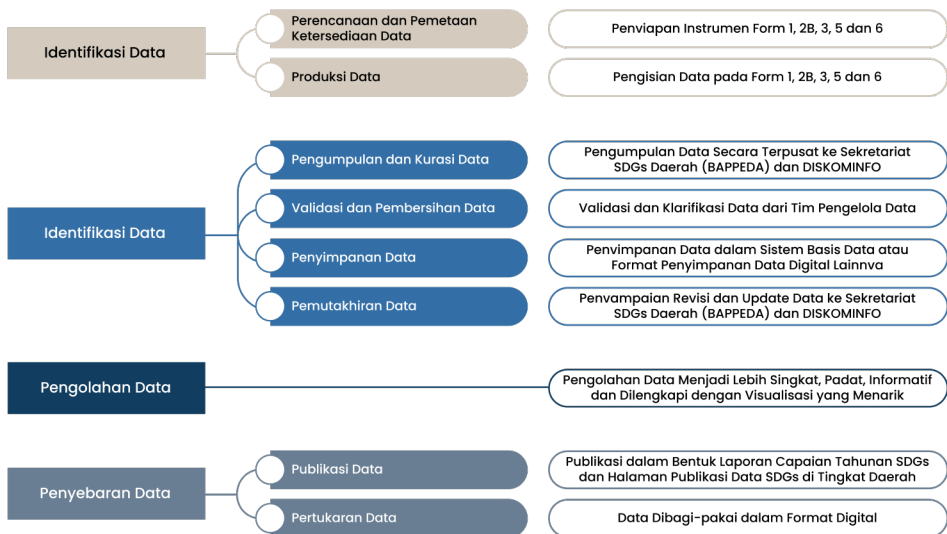 Identifikasi Data
Perencanaan dan Pemetaan
Ketersediaan Data
Penviapan Instrumen Form 1, 2B, 3, 5 dan 6
Produksi Data
Pengisian Data pada Form 1, 2B, 3, 5 dan 6
Identifikasi Data
Pengumpulan dan Kurasi Data
Pengumpulan Data Secara Terpusat ke Sekretariat
SDGs Daerah (BAPPEDA) dan DISKOMINFO
Validasi dan Pembersihan Data
Validasi dan Klarifikasi Data dari Tim Pengelola Data
Penyimpanan Data
Penvimpanan Data dalam Sistem Basis Data atau
Format Penyimpanan Data Digital Lainnva
Pemutakhiran Data
Penvampaian Revisi dan Update Data ke Sekretariat
SDGs Daerah (BAPPEDA) dan DISKOMINFO
Pengolahan Data
Pengolahan Data Menjadi Lebih Singkat, Padat, Informatif
dan Dilengkapi dengan Visualisasi yang Menarik
Penyebaran Data
Publikasi Data
Publikasi dalam Bentuk Laporan Capaian Tahunan SDGs
dan Halaman Publikasi Data SDGs di Tingkat Daerah
Pertukaran Data
Data Dibagi-pakai dalam Format Digital